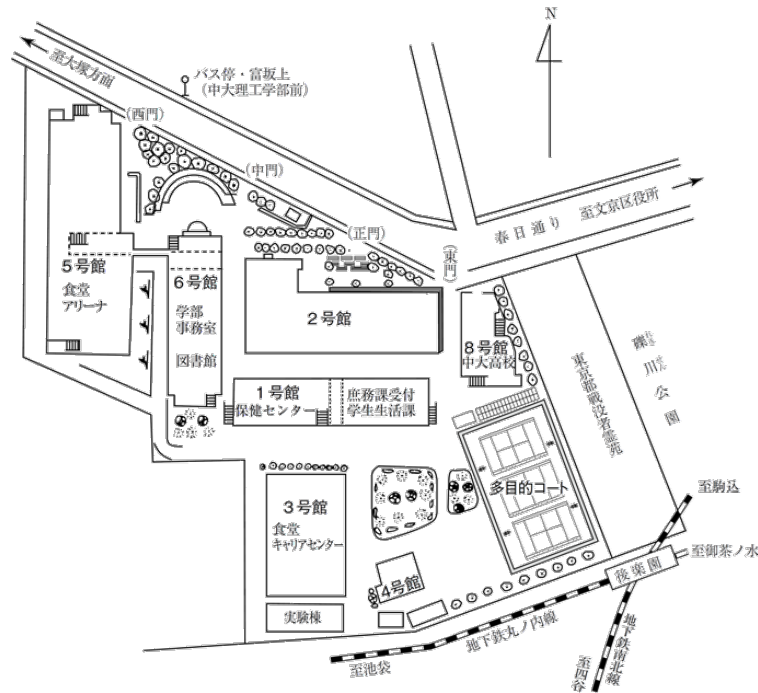 N
至大塚方面
バス停・富坂上
(中大理工学部前)
(西門)
(中門)
(正門)
(東門)
春日通り
至文京区役所
5号館
食堂
アリーナ
6号館
学部
事務室
図書館
2号館
8号館
中大高校
1号館
保健センター
庶務課受付
学生生活課
東京都戦没者霊苑
礫川公園
れきせん
多目的コート
3号館
食堂
キャリアセンター
4号館
実験棟
至駒込
至御茶ノ水
後楽園
地下鉄丸ノ内線
至池袋
地下鉄南北線
至四谷